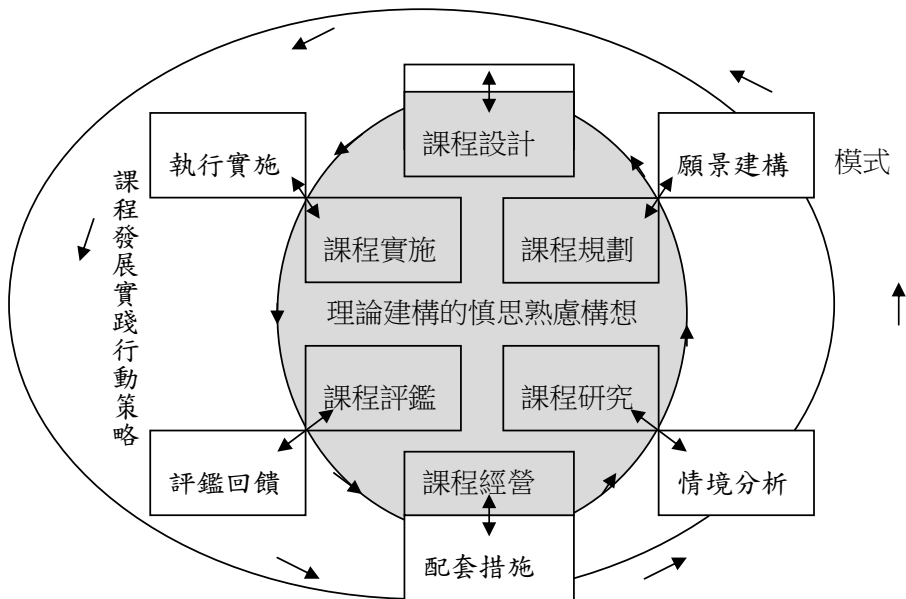 課程設計
執行實施
願景建構
模式
課程發展實踐行動策略
課程實施
課程規劃
理論建構的慎思熟慮構想
課程評鑑
課程研究
評鑑回饋
課程經營
情境分析
配套措施